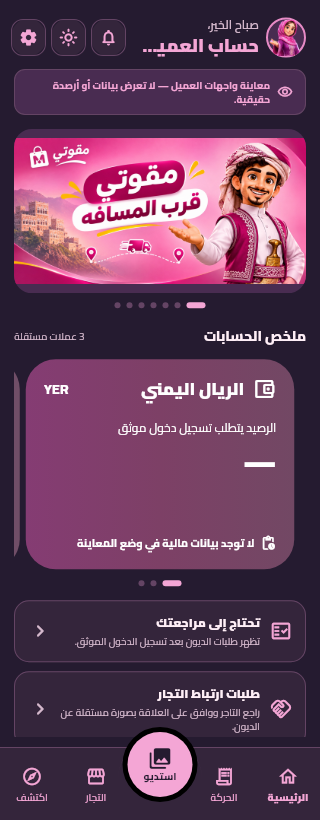 صباح الخير،
حساب العميـ...
معاينة واجهات العميل — لا تعرض بيانات أو أرصدة
حقيقية.
مقوتي
مقوتي
قرب المسافه
ملخص الحسابات
3 عملات مستقلة
الريال اليمني
YER
الرصيد يتطلب تسجيل دخول موثق
—
لا توجد بيانات مالية في وضع المعاينة
تحتاج إلى مراجعتك
تظهر طلبات الديون بعد تسجيل الدخول الموثق.
طلبات ارتباط التجار
راجع التاجر ووافق على العلاقة بصورة مستقلة عن
الديون.
الرئيسية
الحركة
استديو
التجار
اكتشف